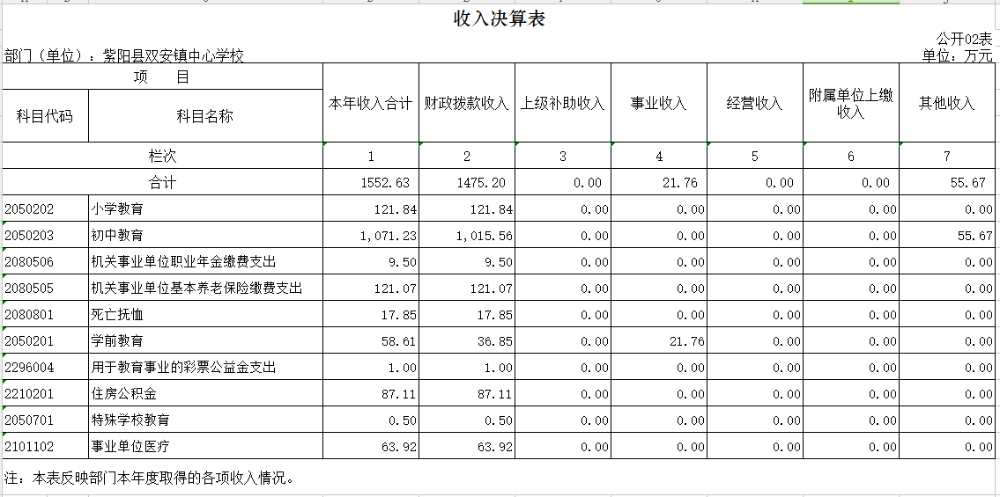 收入决算表
公开02表
部门（单位）：紫阳县双安镇中心学校 单位：万元
项 目 本年收入合计 财政拨款收入 上级补助收入 事业收入 经营收入 附属单位上缴收入 其他收入
科目代码 科目名称
栏次 1 2 3 4 5 6 7
合计 1552.63 1475.20 0.00 21.76 0.00 0.00 55.67
2050202 小学教育 121.84 121.84 0.00 0.00 0.00 0.00 0.00
2050203 初中教育 1,071.23 1,015.56 0.00 0.00 0.00 0.00 55.67
2080506 机关事业单位职业年金缴费支出 9.50 9.50 0.00 0.00 0.00 0.00 0.00
2080505 机关事业单位基本养老保险缴费支出 121.07 121.07 0.00 0.00 0.00 0.00 0.00
2080801 死亡抚恤 17.85 17.85 0.00 0.00 0.00 0.00 0.00
2050201 学前教育 58.61 36.85 0.00 21.76 0.00 0.00 0.00
2296004 用于教育事业的彩票公益金支出 1.00 1.00 0.00 0.00 0.00 0.00 0.00
2210201 住房公积金 87.11 87.11 0.00 0.00 0.00 0.00 0.00
2050701 特殊学校教育 0.50 0.50 0.00 0.00 0.00 0.00 0.00
2101102 事业单位医疗 63.92 63.92 0.00 0.00 0.00 0.00 0.00
注：本表反映部门本年度取得的各项收入情况。